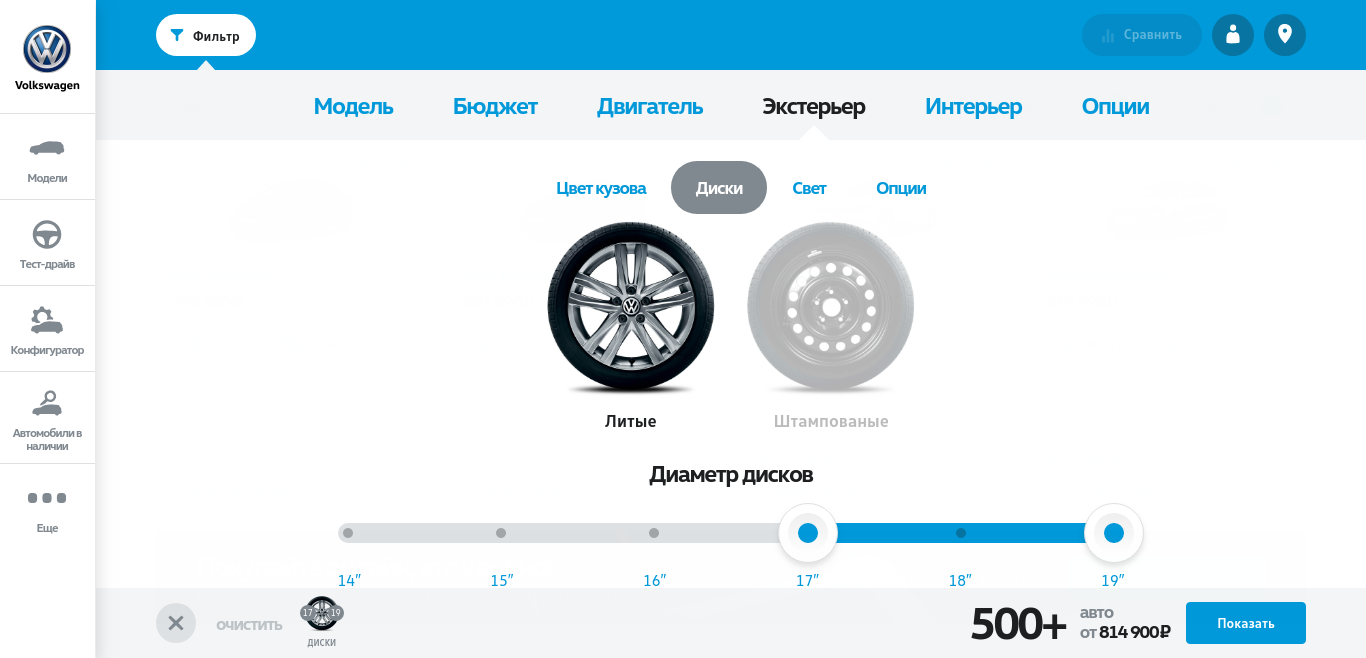 Фильтр
Сравнить
Volkswagen
Модель Бюджет Двигатель Экстерьер Интерьер Опции
Модели
Цвет кузова Диски Свет Опции
Тест-драйв
Конфигуратор
Литые Штампованые
Автомобили в
наличии
Диаметр дисков
Еще
14″ 15″ 16″ 17″ 18″ 19″
очистить
17 19
диски
500+
авто
от 814 900₽
Показать